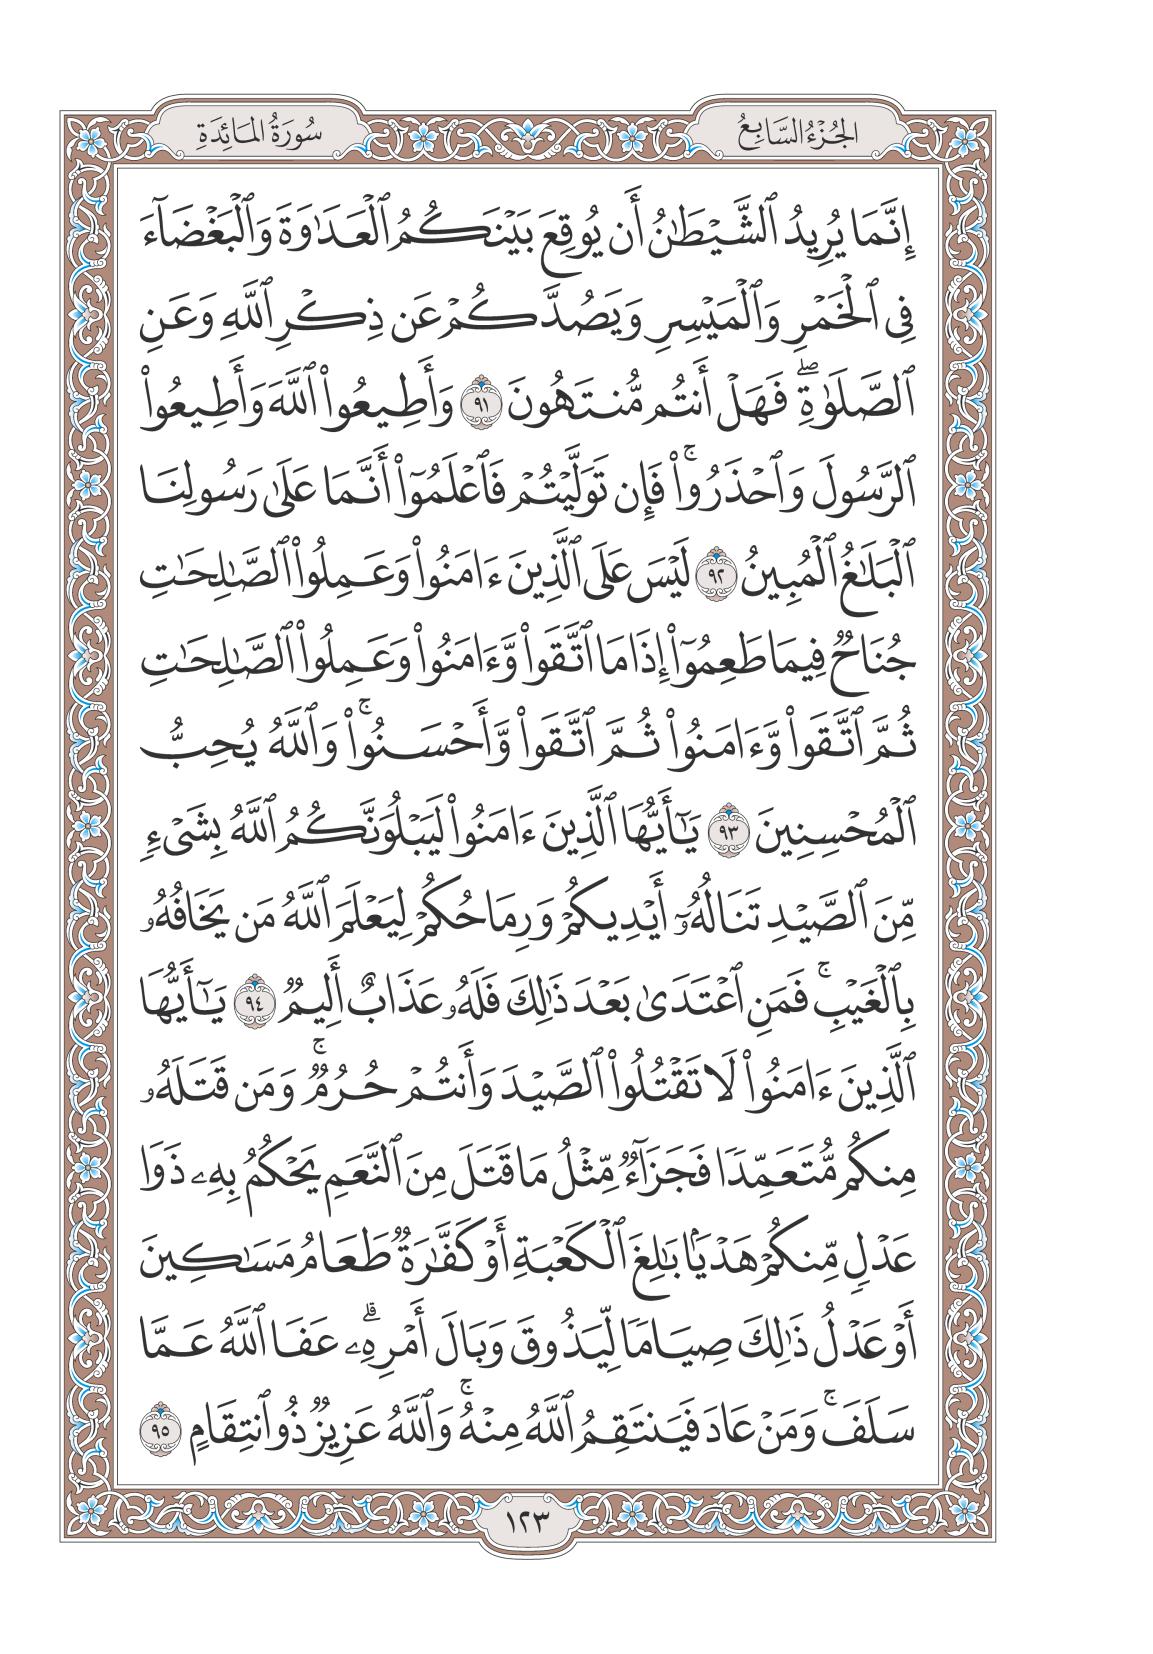 الجُزْءُ السَّابِعُ
سُورَةُ المَائِدَةِ
إِنَّمَا يُرِيدُ ٱلشَّيۡطَٰنُ أَن يُوقِعَ بَيۡنَكُمُ ٱلۡعَدَٰوَةَ وَٱلۡبَغۡضَآءَ
فِي ٱلۡخَمۡرِ وَٱلۡمَيۡسِرِ وَيَصُدَّكُمۡ عَن ذِكۡرِ ٱللَّهِ وَعَنِ
ٱلصَّلَوٰةِۖ فَهَلۡ أَنتُم مُّنتَهُونَ ٩١ وَأَطِيعُواْ ٱللَّهَ وَأَطِيعُواْ
ٱلرَّسُولَ وَٱحۡذَرُواْۚ فَإِن تَوَلَّيۡتُمۡ فَٱعۡلَمُوٓاْ أَنَّمَا عَلَىٰ رَسُولِنَا
ٱلۡبَلَٰغُ ٱلۡمُبِينُ ٩٢ لَيۡسَ عَلَى ٱلَّذِينَ ءَامَنُواْ وَعَمِلُواْ ٱلصَّٰلِحَٰتِ
جُنَاحٞ فِيمَا طَعِمُوٓاْ إِذَا مَا ٱتَّقَواْ وَّءَامَنُواْ وَعَمِلُواْ ٱلصَّٰلِحَٰتِ
ثُمَّ ٱتَّقَواْ وَّءَامَنُواْ ثُمَّ ٱتَّقَواْ وَّأَحۡسَنُواْۚ وَٱللَّهُ يُحِبُّ
ٱلۡمُحۡسِنِينَ ٩٣ يَٰٓأَيُّهَا ٱلَّذِينَ ءَامَنُواْ لَيَبۡلُوَنَّكُمُ ٱللَّهُ بِشَيۡءٖ
مِّنَ ٱلصَّيۡدِ تَنَالُهُۥٓ أَيۡدِيكُمۡ وَرِمَاحُكُمۡ لِيَعۡلَمَ ٱللَّهُ مَن يَخَافُهُۥ
بِٱلۡغَيۡبِۚ فَمَنِ ٱعۡتَدَىٰ بَعۡدَ ذَٰلِكَ فَلَهُۥ عَذَابٌ أَلِيمٞ ٩٤ يَٰٓأَيُّهَا
ٱلَّذِينَ ءَامَنُواْ لَا تَقۡتُلُواْ ٱلصَّيۡدَ وَأَنتُمۡ حُرُمٞۚ وَمَن قَتَلَهُۥ
مِنكُم مُّتَعَمِّدٗا فَجَزَآءٞ مِّثۡلُ مَا قَتَلَ مِنَ ٱلنَّعَمِ يَحۡكُمُ بِهِۦ ذَوَا
عَدۡلٖ مِّنكُمۡ هَدۡيَۢا بَٰلِغَ ٱلۡكَعۡبَةِ أَوۡ كَفَّٰرَةٞ طَعَامُ مَسَٰكِينَ
أَوۡ عَدۡلُ ذَٰلِكَ صِيَامٗا لِّيَذُوقَ وَبَالَ أَمۡرِهِۦۗ عَفَا ٱللَّهُ عَمَّا
سَلَفَۚ وَمَنۡ عَادَ فَيَنتَقِمُ ٱللَّهُ مِنۡهُۚ وَٱللَّهُ عَزِيزٞ ذُو ٱنتِقَامٍ ٩٥
١٢٣